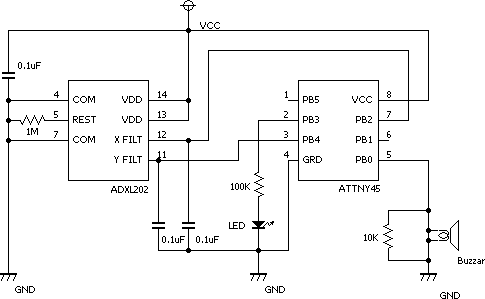 VCC
0.1uF
4 COM VDD 14
5 REST VDD 13
1M
7 COM X FILT 12
Y FILT 11
ADXL202
1 PB5 VCC 8
2 PB3 PB2 7
3 PB4 PB1 6
4 GRD PB0 5
ATTNY45
100K
LED
0.1uF 0.1uF
10K
Buzzar
GND
GND
GND